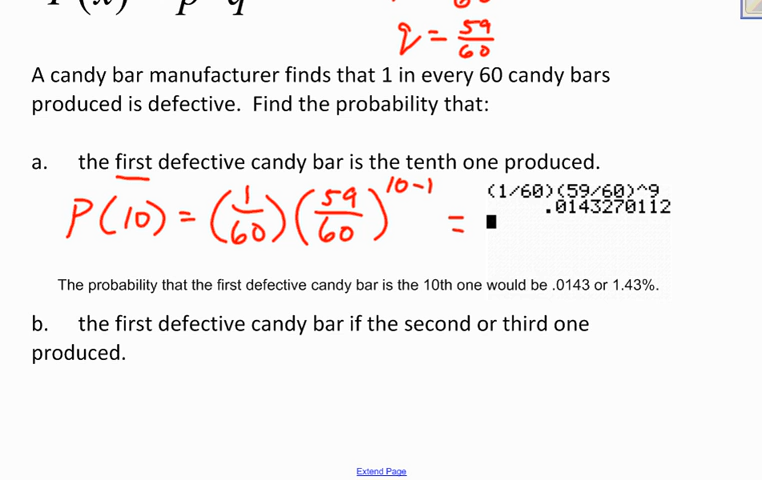 q = 59/60
A candy bar manufacturer finds that 1 in every 60 candy bars
produced is defective. Find the probability that:
a. the first defective candy bar is the tenth one produced.
P(10) = (1/60)(59/60)^10-1 =
(1/60)(59/60)^9
.0143270112
The probability that the first defective candy bar is the 10th one would be .0143 or 1.43%.
b. the first defective candy bar if the second or third one
produced.
Extend Page